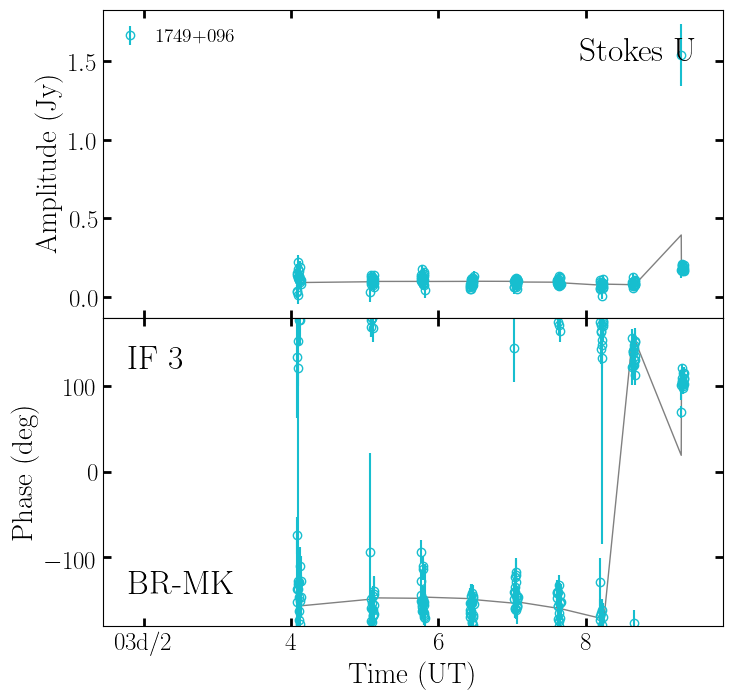 1749+096
Stokes U
1.5
1.0
0.5
0.0
Amplitude (Jy)
IF 3
100
0
−100
Phase (deg)
BR-MK
03d/2
4
6
8
Time (UT)